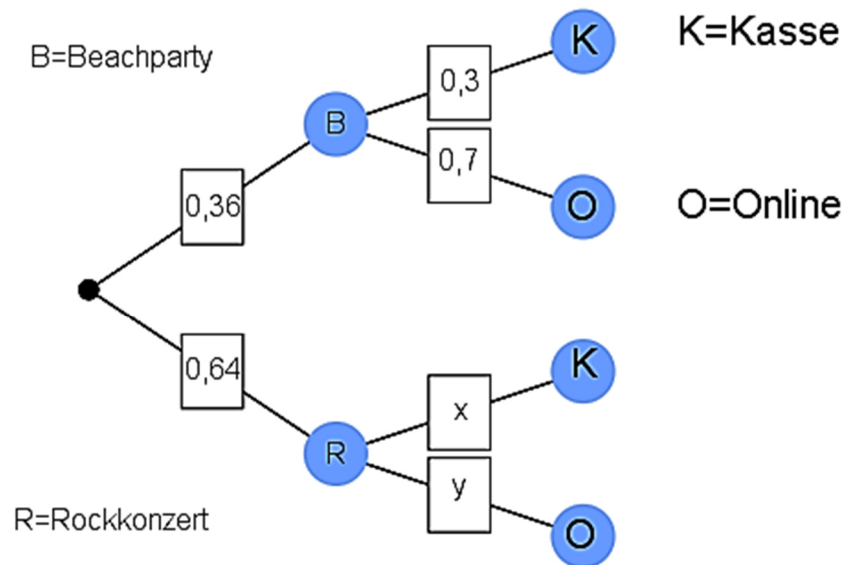 K=Kasse
K
B=Beachparty
0,3
B
0,7
0,36
O
O=Online
0,64
K
x
R
y
R=Rockkonzert
O